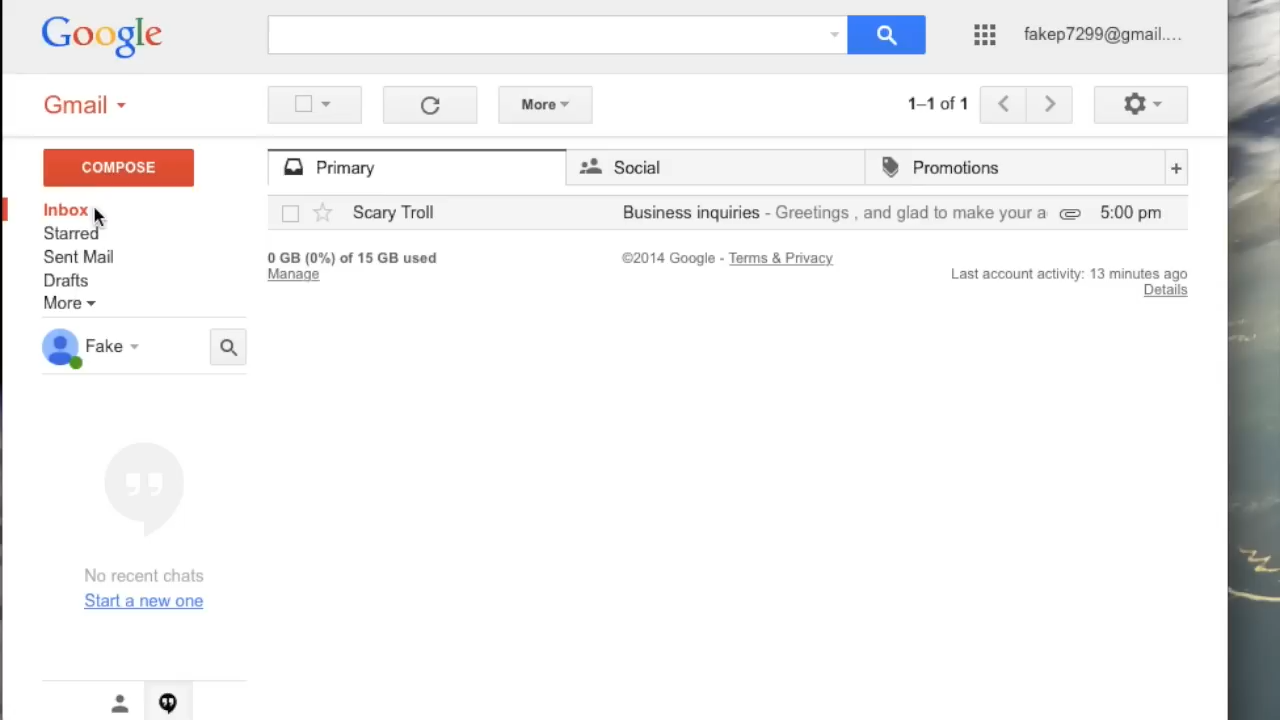 Google
fakep7299@gmail....
Gmail
More
1–1 of 1
COMPOSE
Primary
Social
Promotions
+
Inbox
Scary Troll
Business inquiries - Greetings , and glad to make your a
5:00 pm
Starred
Sent Mail
Drafts
More
0 GB (0%) of 15 GB used
Manage
©2014 Google - Terms & Privacy
Last account activity: 13 minutes ago
Details
Fake
No recent chats
Start a new one